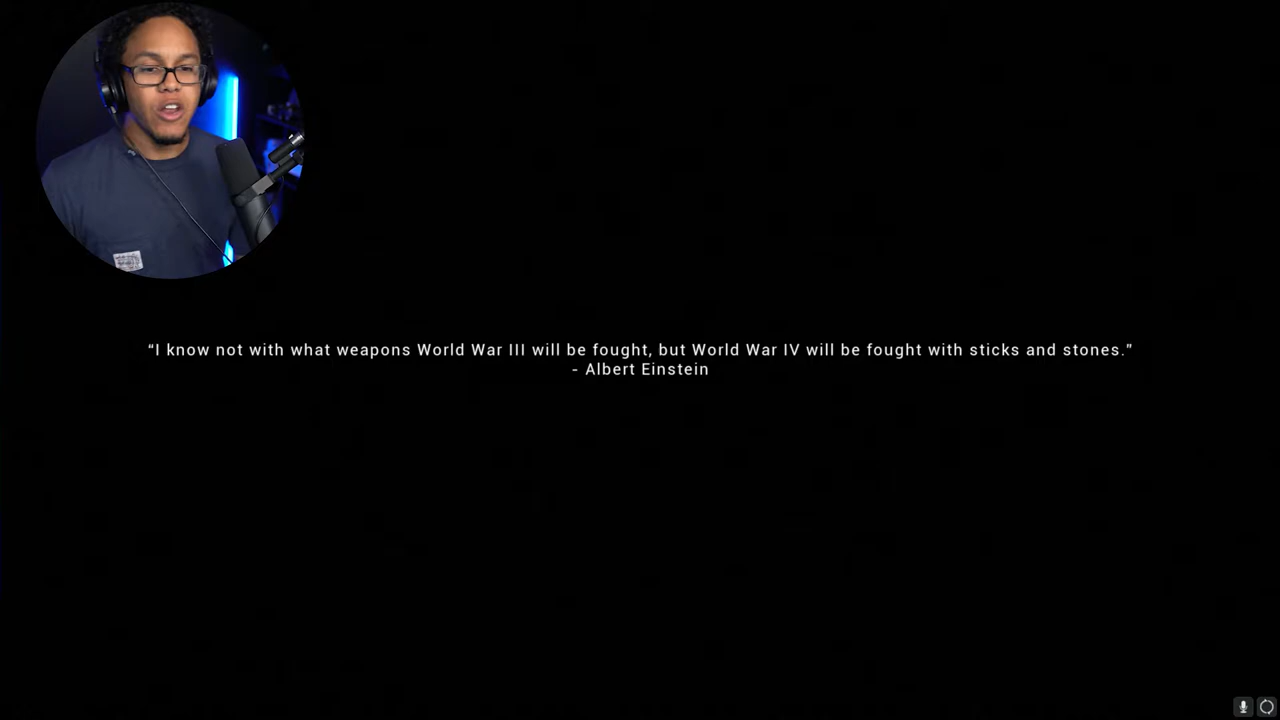 “I know not with what weapons World War III will be fought, but World War IV will be fought with sticks and stones.”
- Albert Einstein